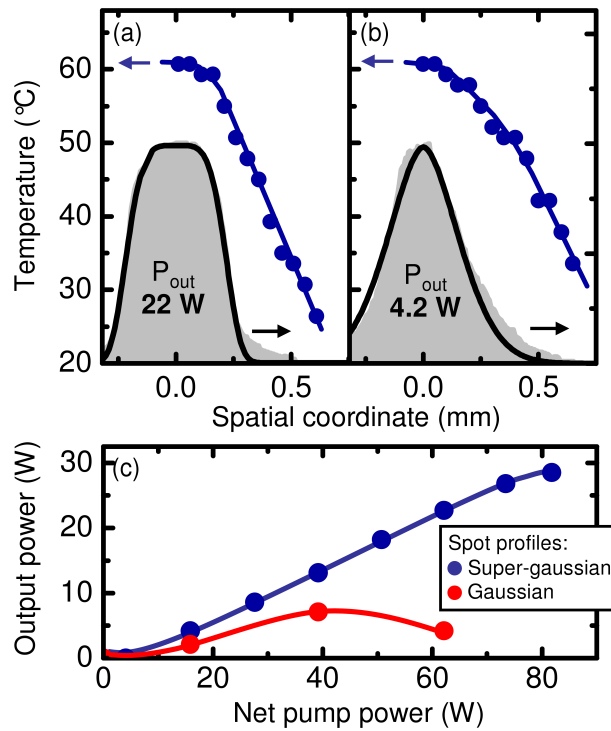 (a)
(b)
Temperature (°C)
60
50
40
30
20
P_out
22 W
P_out
4.2 W
0.0
0.5
0.0
0.5
Spatial coordinate (mm)
(c)
Output power (W)
30
20
10
0
Spot profiles:
Super-gaussian
Gaussian
0
20
40
60
80
Net pump power (W)